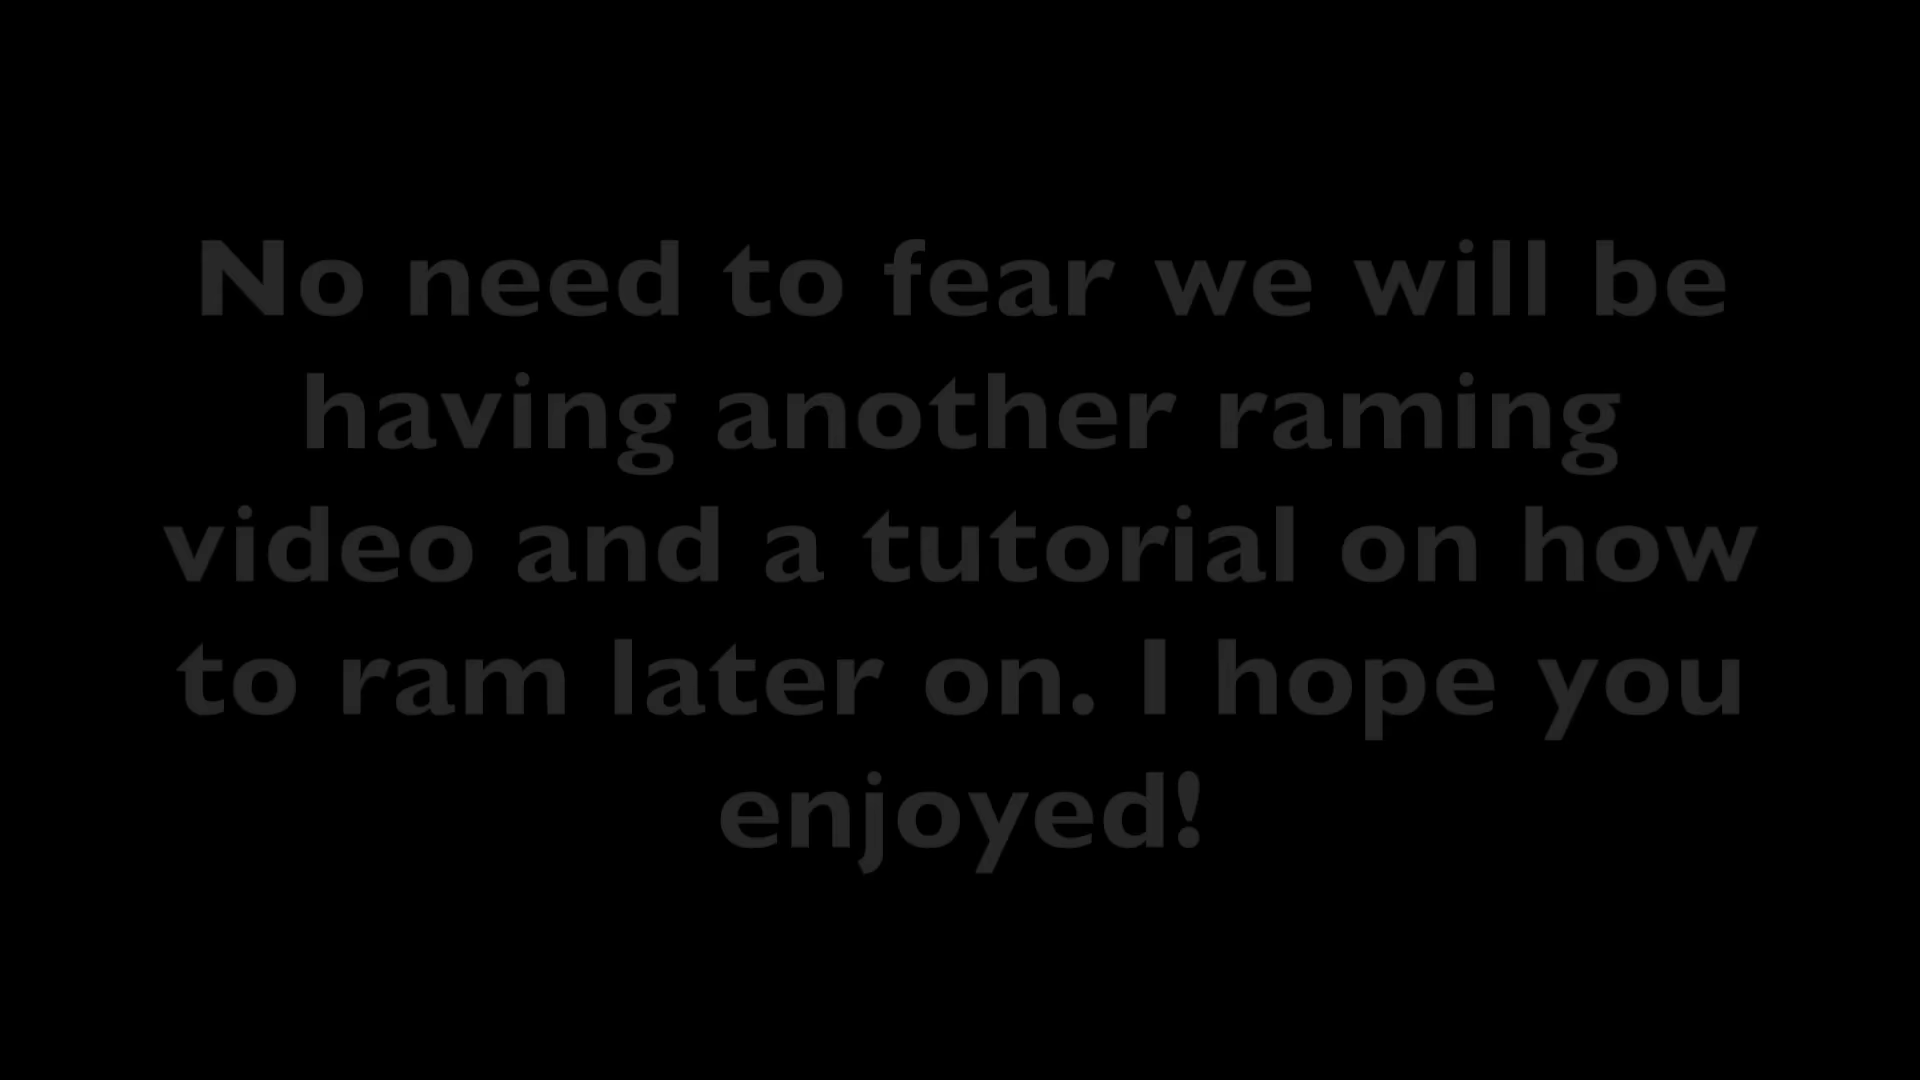 No need to fear we will be
having another raming
video and a tutorial on how
to ram later on. I hope you
enjoyed!